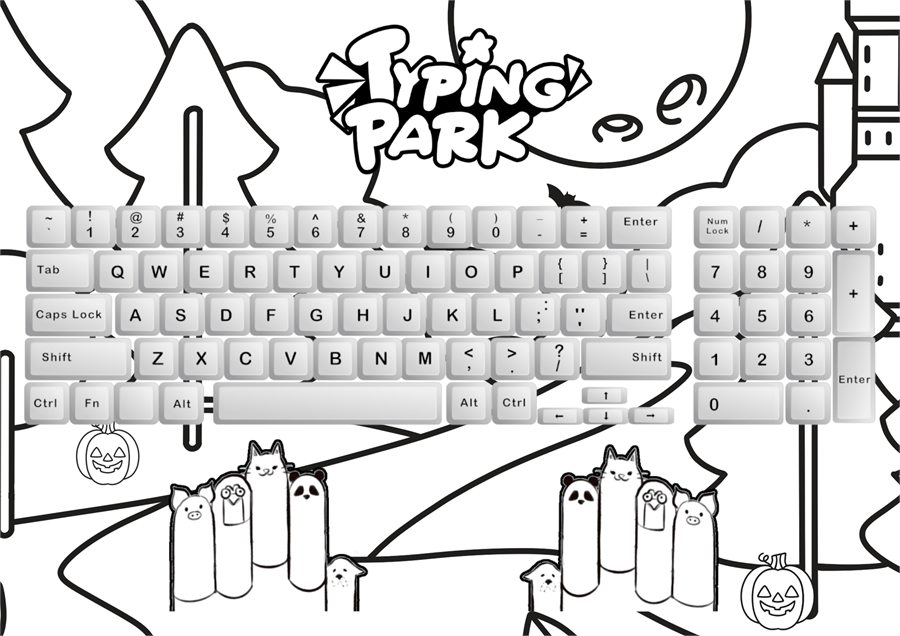 TYPING
PARK
~ ! @ # $ % ^ & * ( ) _ + Enter
` 1 2 3 4 5 6 7 8 9 0 - =
Num Lock / * +
Tab Q W E R T Y U I O P { [ } ] | \
7 8 9 +
Caps Lock A S D F G H J K L : ; " ' Enter
4 5 6
Shift Z X C V B N M < , > . ? / Shift
1 2 3 Enter
Ctrl Fn Alt Alt Ctrl ← ↑ ↓ →
0 .